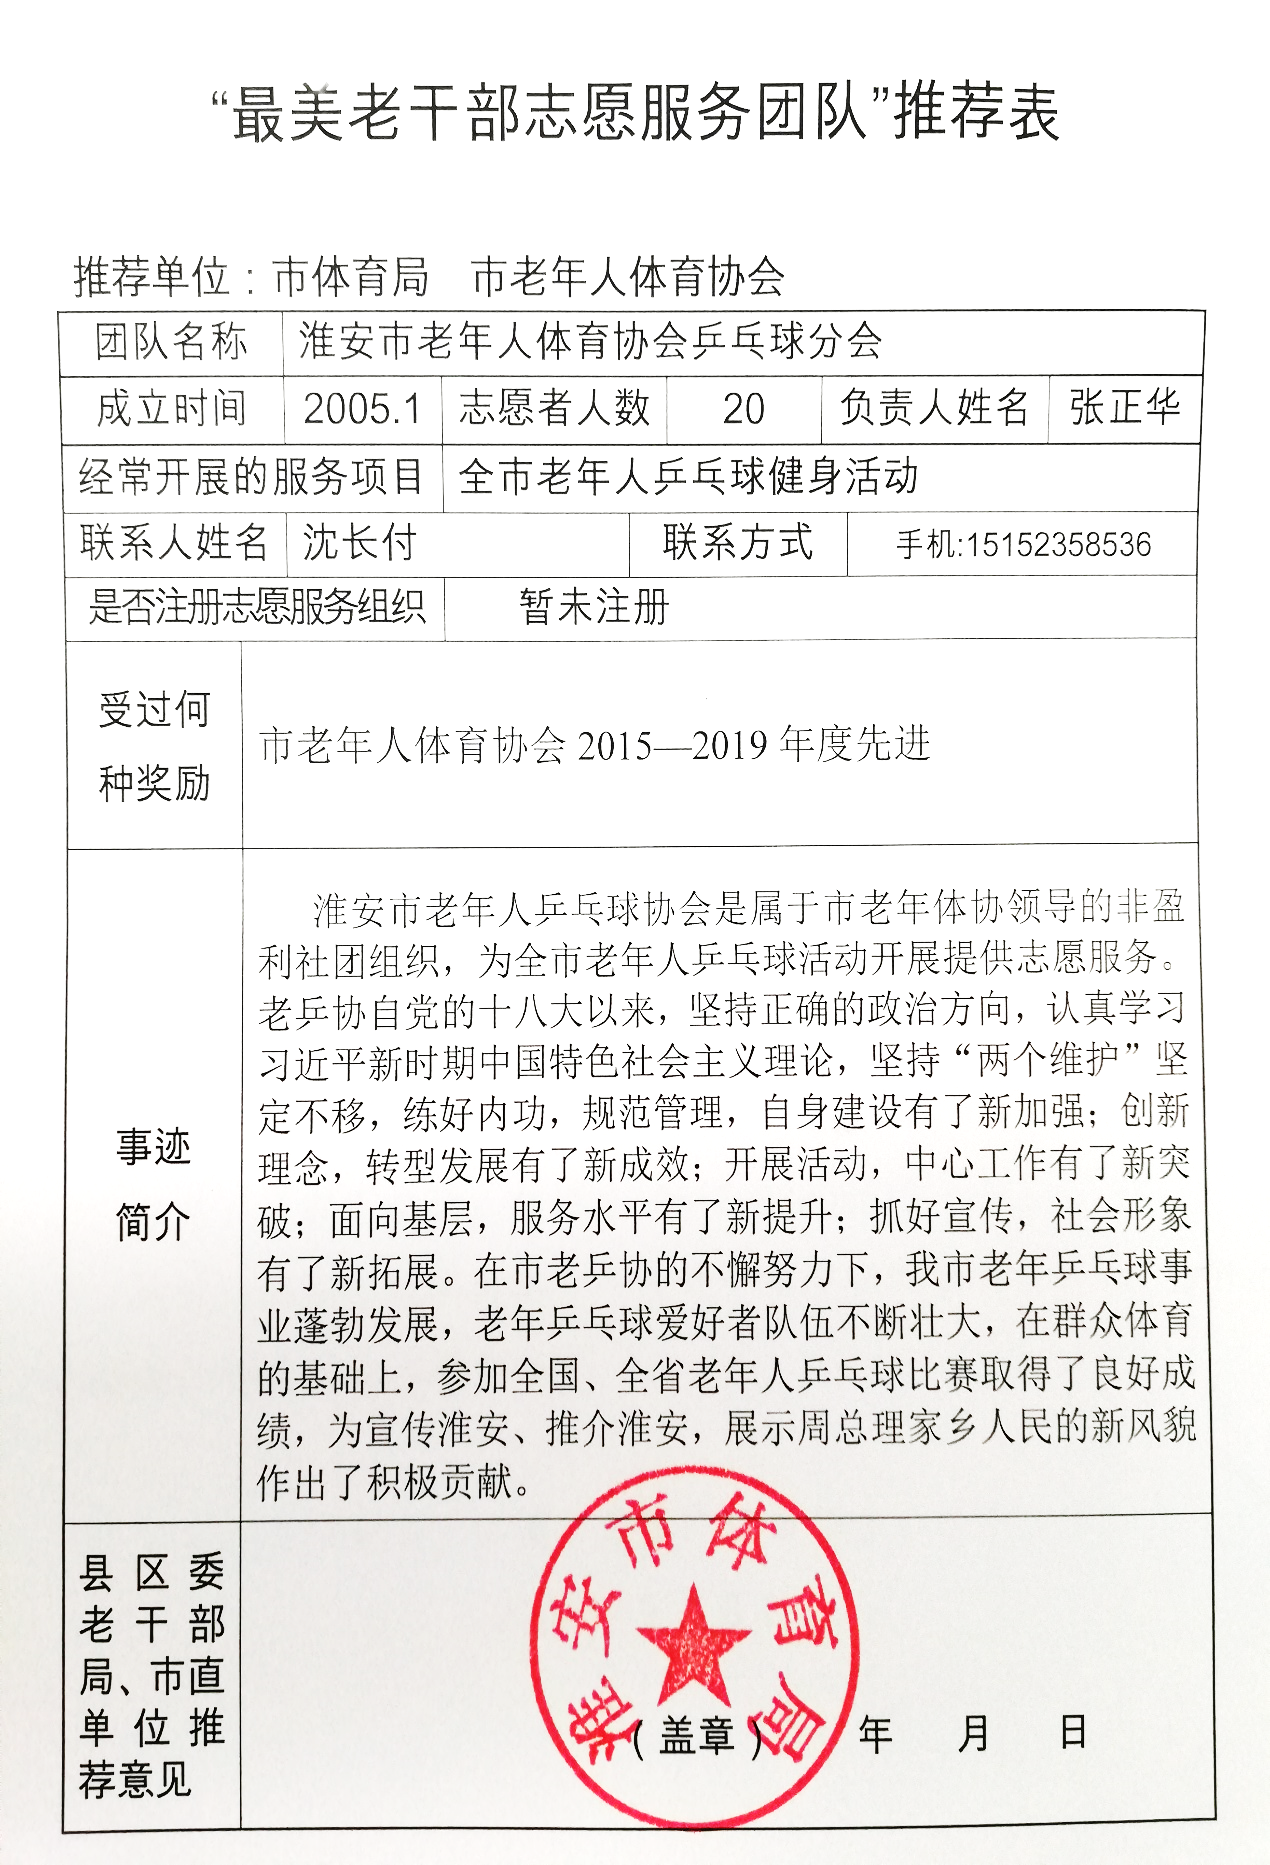 “最美老干部志愿服务团队”推荐表
推荐单位：市体育局 市老年人体育协会
团队名称 淮安市老年人体育协会乒乓球分会
成立时间 2005.1 志愿者人数 20 负责人姓名 张正华
经常开展的服务项目 全市老年人乒乓球健身活动
联系人姓名 沈长付 联系方式 手机:15152358536
是否注册志愿服务组织 暂未注册
受过何
种奖励
市老年人体育协会 2015—2019 年度先进
事迹
简介
淮安市老年人乒乓球协会是属于市老年体协领导的非盈
利社团组织，为全市老年人乒乓球活动开展提供志愿服务。
老乒协自党的十八大以来，坚持正确的政治方向，认真学习
习近平新时期中国特色社会主义理论，坚持“两个维护”坚
定不移，练好内功，规范管理，自身建设有了新加强；创新
理念，转型发展有了新成效；开展活动，中心工作有了新突
破；面向基层，服务水平有了新提升；抓好宣传，社会形象
有了新拓展。在市老乒协的不懈努力下，我市老年乒乓球事
业蓬勃发展，老年乒乓球爱好者队伍不断壮大，在群众体育
的基础上，参加全国、全省老年人乒乓球比赛取得了良好成
绩，为宣传淮安、推介淮安，展示周总理家乡人民的新风貌
作出了积极贡献。
县区委
老干部
局、市直
单位推
荐意见
淮安市体育局
（盖章） 年 月 日